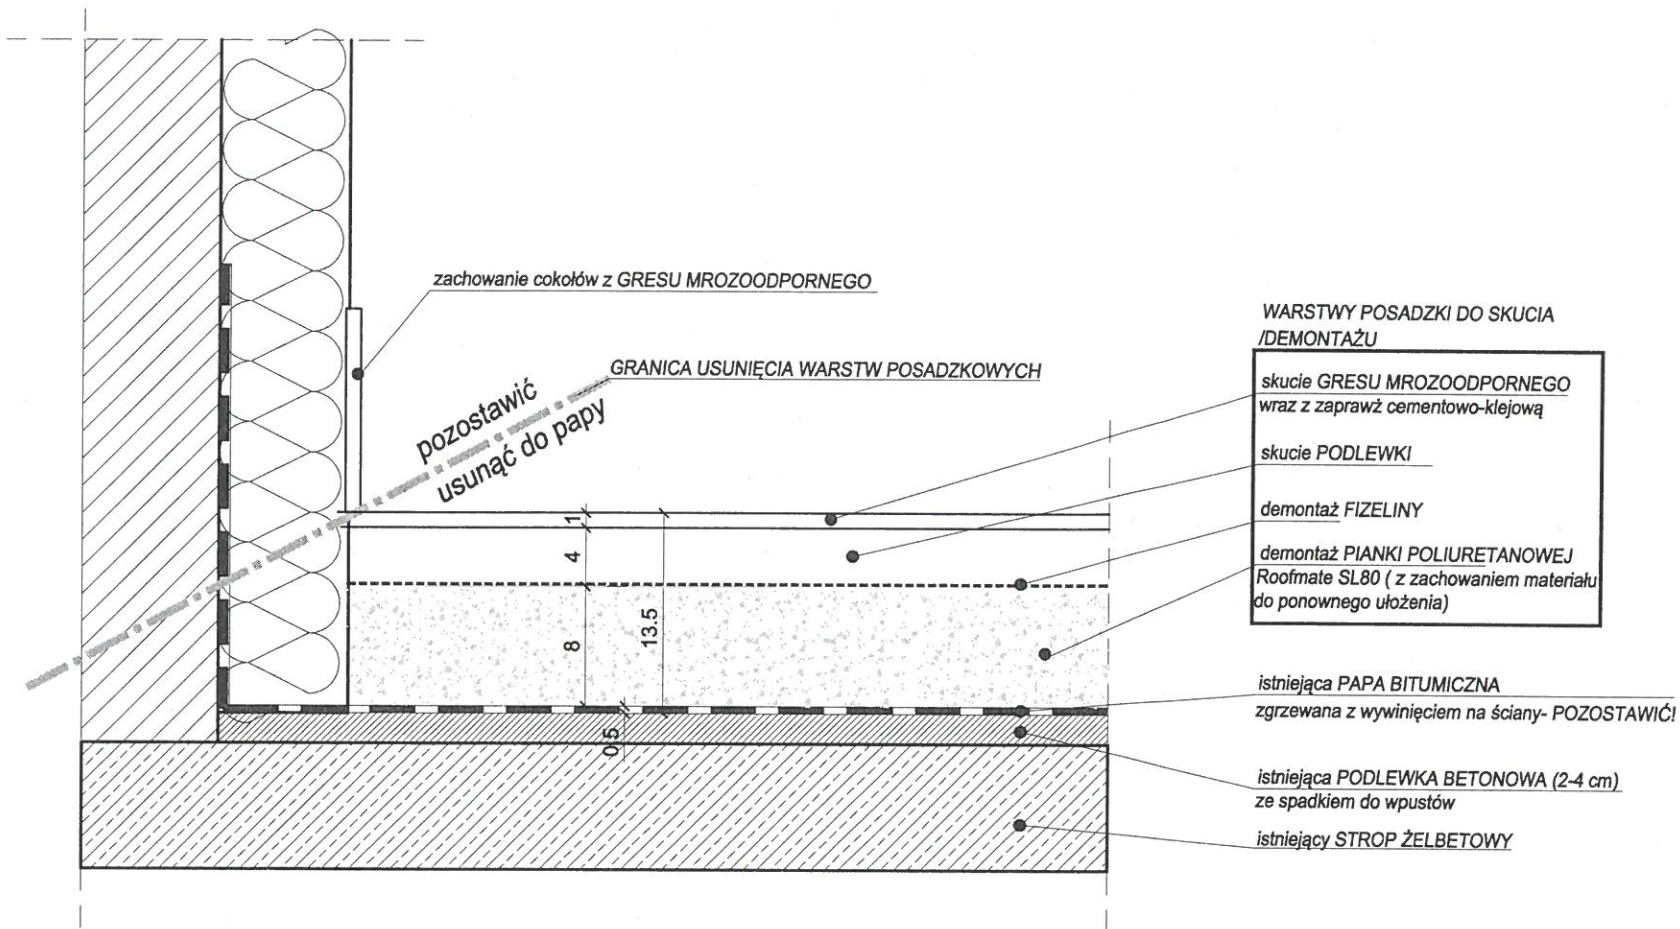 zachowanie cokołów z GRESU MROZOODPORNEGO
GRANICA USUNIĘCIA WARSTW POSADZKOWYCH
pozostawić
usunąć do papy
WARSTWY POSADZKI DO SKUCIA
/DEMONTAŻU
skucie GRESU MROZOODPORNEGO
wraz z zaprawż cementowo-klejową
skucie PODLEWKI
demontaż FIZELINY
demontaż PIANKI POLIURETANOWEJ
Roofmate SL80 ( z zachowaniem materiału
do ponownego ułożenia)
1
4
8
13.5
0.5
istniejąca PAPA BITUMICZNA
zgrzewana z wywinięciem na ściany- POZOSTAWIĆ!
istniejąca PODLEWKA BETONOWA (2-4 cm)
ze spadkiem do wpustów
istniejący STROP ŻELBETOWY